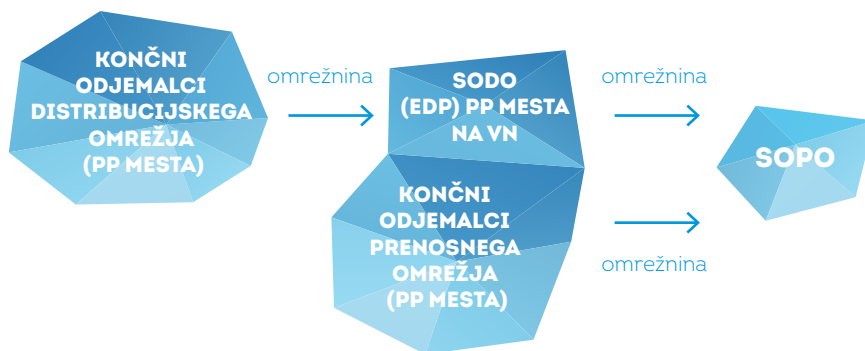 KONČNI
ODJEMALCI
DISTRIBUCIJSKEGA
OMREŽJA
(PP MESTA)
omrežnina
SODO
(EDP) PP MESTA
NA VN
omrežnina
SOPO
KONČNI
ODJEMALCI
PRENOSNEGA
OMREŽJA
(PP MESTA)
omrežnina